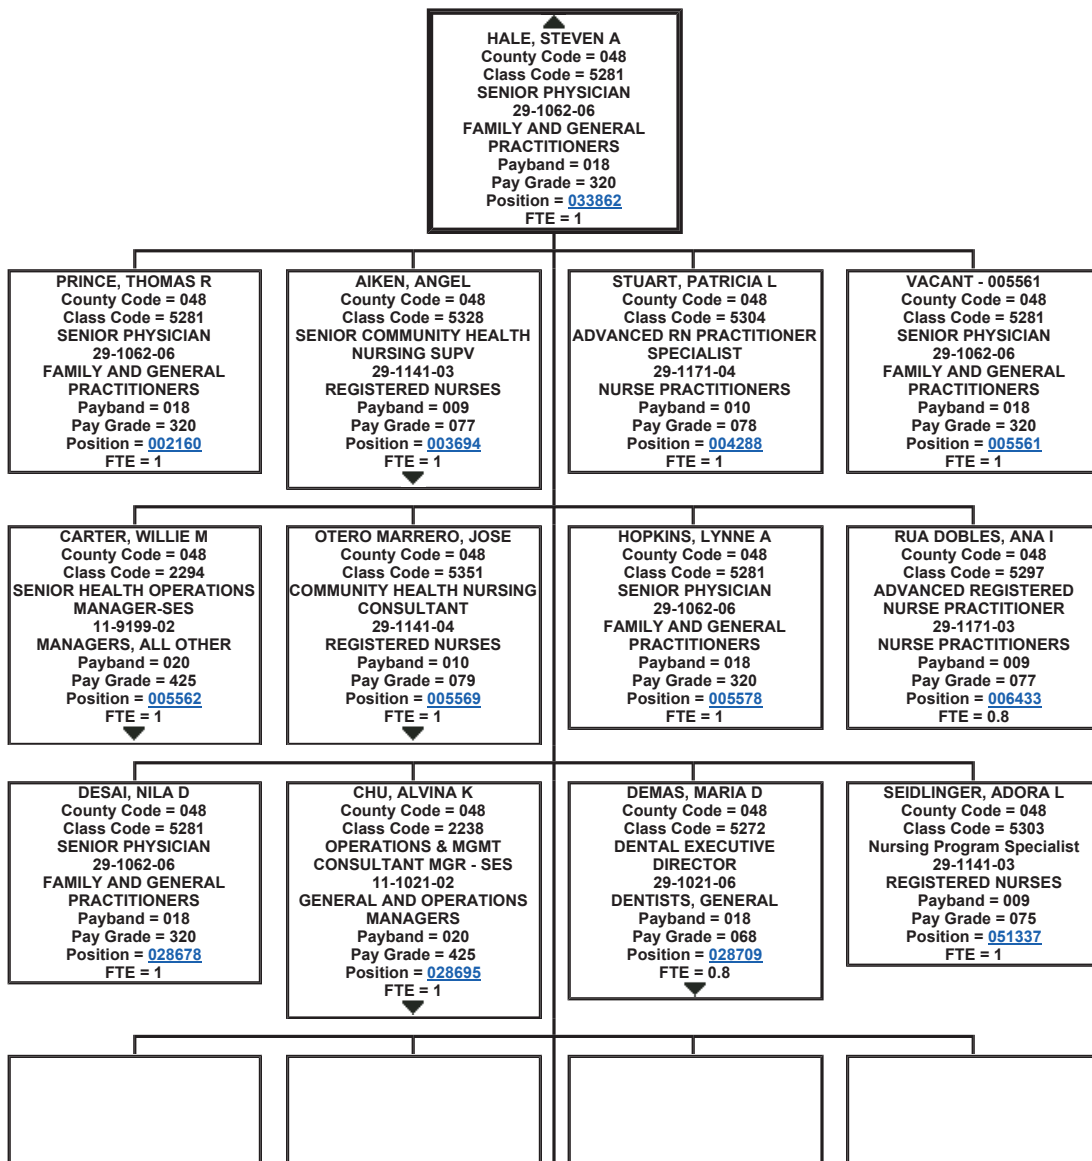 HALE, STEVEN A
County Code = 048
Class Code = 5281
SENIOR PHYSICIAN
29-1062-06
FAMILY AND GENERAL
PRACTITIONERS
Payband = 018
Pay Grade = 320
Position = 033862
FTE = 1
PRINCE, THOMAS R
County Code = 048
Class Code = 5281
SENIOR PHYSICIAN
29-1062-06
FAMILY AND GENERAL
PRACTITIONERS
Payband = 018
Pay Grade = 320
Position = 002160
FTE = 1
AIKEN, ANGEL
County Code = 048
Class Code = 5328
SENIOR COMMUNITY HEALTH
NURSING SUPV
29-1141-03
REGISTERED NURSES
Payband = 009
Pay Grade = 077
Position = 003694
FTE = 1
STUART, PATRICIA L
County Code = 048
Class Code = 5304
ADVANCED RN PRACTITIONER
SPECIALIST
29-1171-04
NURSE PRACTITIONERS
Payband = 010
Pay Grade = 078
Position = 004288
FTE = 1
VACANT - 005561
County Code = 048
Class Code = 5281
SENIOR PHYSICIAN
29-1062-06
FAMILY AND GENERAL
PRACTITIONERS
Payband = 018
Pay Grade = 320
Position = 005561
FTE = 1
CARTER, WILLIE M
County Code = 048
Class Code = 2294
SENIOR HEALTH OPERATIONS
MANAGER-SES
11-9199-02
MANAGERS, ALL OTHER
Payband = 020
Pay Grade = 425
Position = 005562
FTE = 1
OTERO MARRERO, JOSE
County Code = 048
Class Code = 5351
COMMUNITY HEALTH NURSING
CONSULTANT
29-1141-04
REGISTERED NURSES
Payband = 010
Pay Grade = 079
Position = 005569
FTE = 1
HOPKINS, LYNNE A
County Code = 048
Class Code = 5281
SENIOR PHYSICIAN
29-1062-06
FAMILY AND GENERAL
PRACTITIONERS
Payband = 018
Pay Grade = 320
Position = 005578
FTE = 1
RUA DOBLES, ANA I
County Code = 048
Class Code = 5297
ADVANCED REGISTERED
NURSE PRACTITIONER
29-1171-03
NURSE PRACTITIONERS
Payband = 009
Pay Grade = 077
Position = 006433
FTE = 0.8
DESAI, NILA D
County Code = 048
Class Code = 5281
SENIOR PHYSICIAN
29-1062-06
FAMILY AND GENERAL
PRACTITIONERS
Payband = 018
Pay Grade = 320
Position = 028678
FTE = 1
CHU, ALVINA K
County Code = 048
Class Code = 2238
OPERATIONS & MGMT
CONSULTANT MGR - SES
11-1021-02
GENERAL AND OPERATIONS
MANAGERS
Payband = 020
Pay Grade = 425
Position = 028695
FTE = 1
DEMAS, MARIA D
County Code = 048
Class Code = 5272
DENTAL EXECUTIVE
DIRECTOR
29-1021-06
DENTISTS, GENERAL
Payband = 018
Pay Grade = 068
Position = 028709
FTE = 0.8
SEIDLINGER, ADORA L
County Code = 048
Class Code = 5303
Nursing Program Specialist
29-1141-03
REGISTERED NURSES
Payband = 009
Pay Grade = 075
Position = 051337
FTE = 1